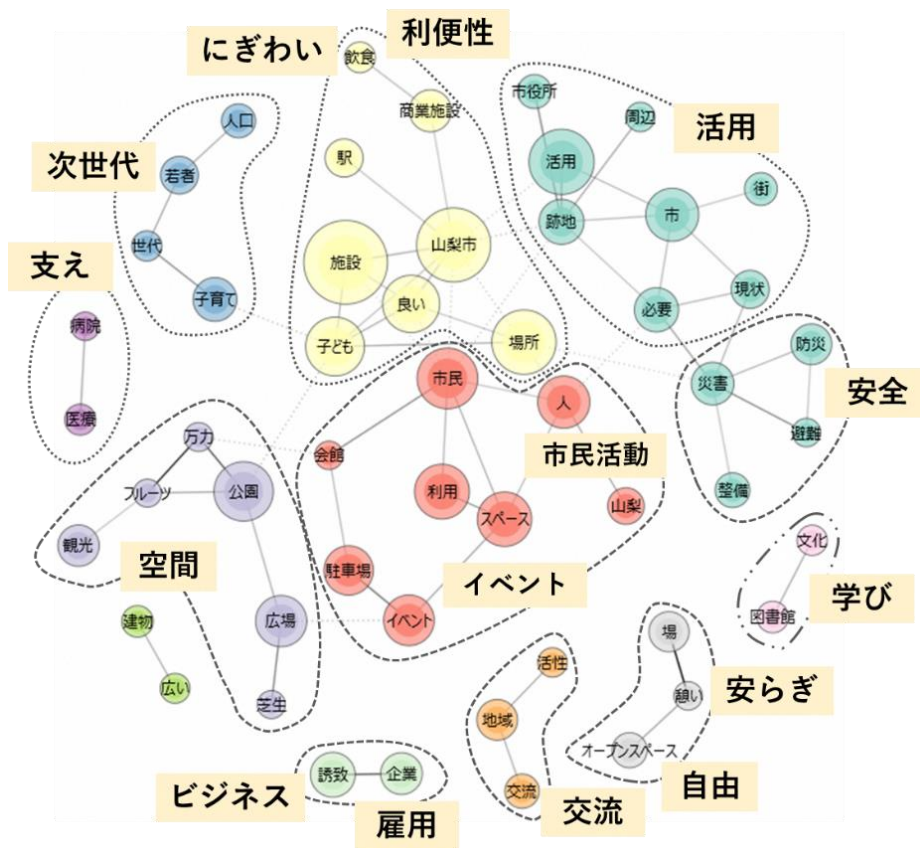 にぎわい
利便性
飲食
商業施設
駅
山梨市
施設
良い
子ども
場所
市役所
周辺
活用
活用
跡地
市
街
必要
現状
次世代
人口
若者
世代
子育て
支え
病院
医療
防災
災害
安全
避難
整備
市民
人
会館
市民活動
利用
スペース
山梨
駐車場
イベント
イベント
万力
フルーツ
公園
観光
空間
広場
芝生
建物
広い
文化
図書館
学び
場
憩い
安らぎ
オープンスペース
自由
活性
地域
交流
交流
誘致
企業
ビジネス
雇用